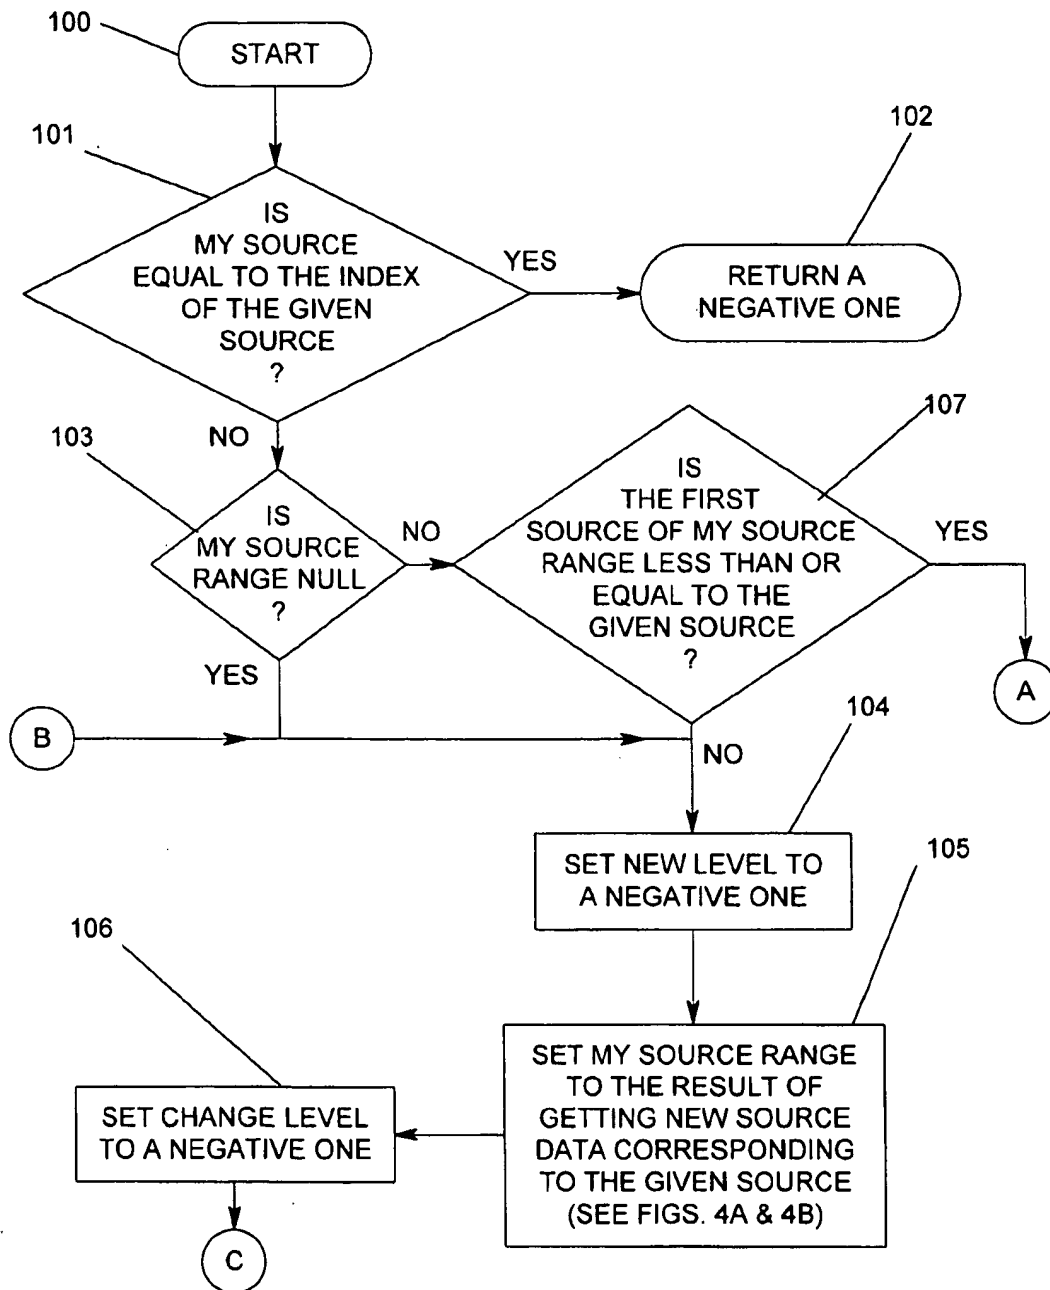 100
START
101
102
IS
MY SOURCE
EQUAL TO THE INDEX
OF THE GIVEN
SOURCE
?
YES
RETURN A
NEGATIVE ONE
NO
103
107
IS
MY SOURCE
RANGE NULL
?
NO
IS
THE FIRST
SOURCE OF MY SOURCE
RANGE LESS THAN OR
EQUAL TO THE
GIVEN SOURCE
?
YES
YES
A
B
NO
104
SET NEW LEVEL TO
A NEGATIVE ONE
105
106
SET MY SOURCE RANGE
TO THE RESULT OF
GETTING NEW SOURCE
DATA CORRESPONDING
TO THE GIVEN SOURCE
(SEE FIGS. 4A & 4B)
SET CHANGE LEVEL
TO A NEGATIVE ONE
C